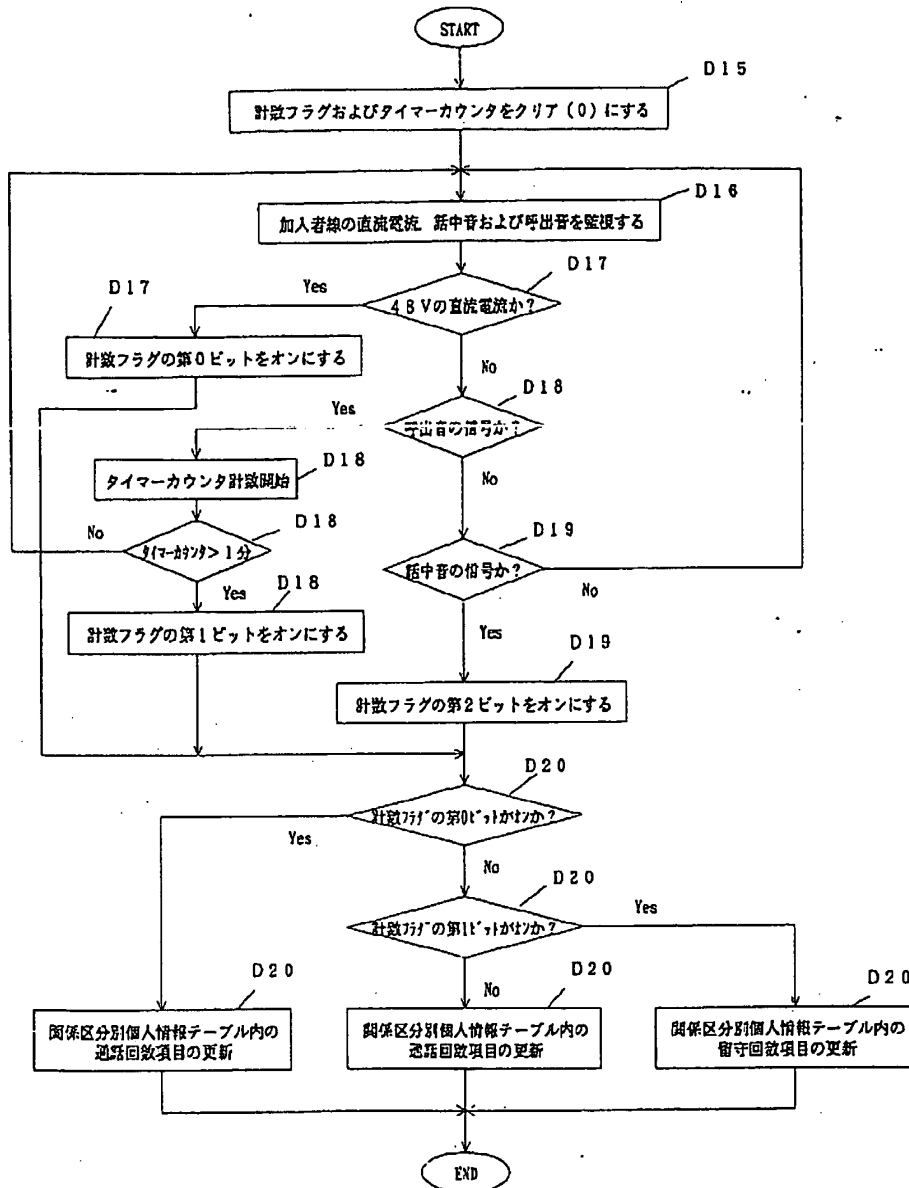 START
D15
計数フラグおよびタイマーカウンタをクリア(0)にする
D16
加入者線の直流電流、話中音および呼出音を監視する
D17
D17
Yes
48Vの直流電流か?
計数フラグの第0ビットをオンにする
No
D18
Yes
呼出音の信号か?
D18
タイマーカウンタ計数開始
No
D18
D19
No
タイマーカウンタ>1分
話中音の信号か?
D18
Yes
No
計数フラグの第1ビットをオンにする
Yes
D19
計数フラグの第2ビットをオンにする
D20
計数フラグの第0ビットがオンか?
Yes
No
D20
計数フラグの第1ビットがオンか?
Yes
D20
No
D20
D20
関係区分別個人情報テーブル内の
通話回数項目の更新
関係区分別個人情報テーブル内の
回数項目の更新
関係区分別個人情報テーブル内の
留守回数項目の更新
END